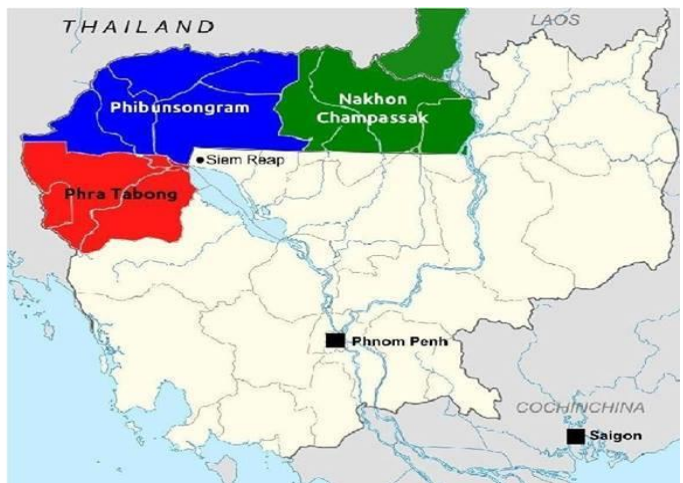 THAILAND
LAOS
Phibunsongram
Nakhon
Champassak
Siem Reap
Phra Tabong
Phnom Penh
COCHINCHINA
Saigon